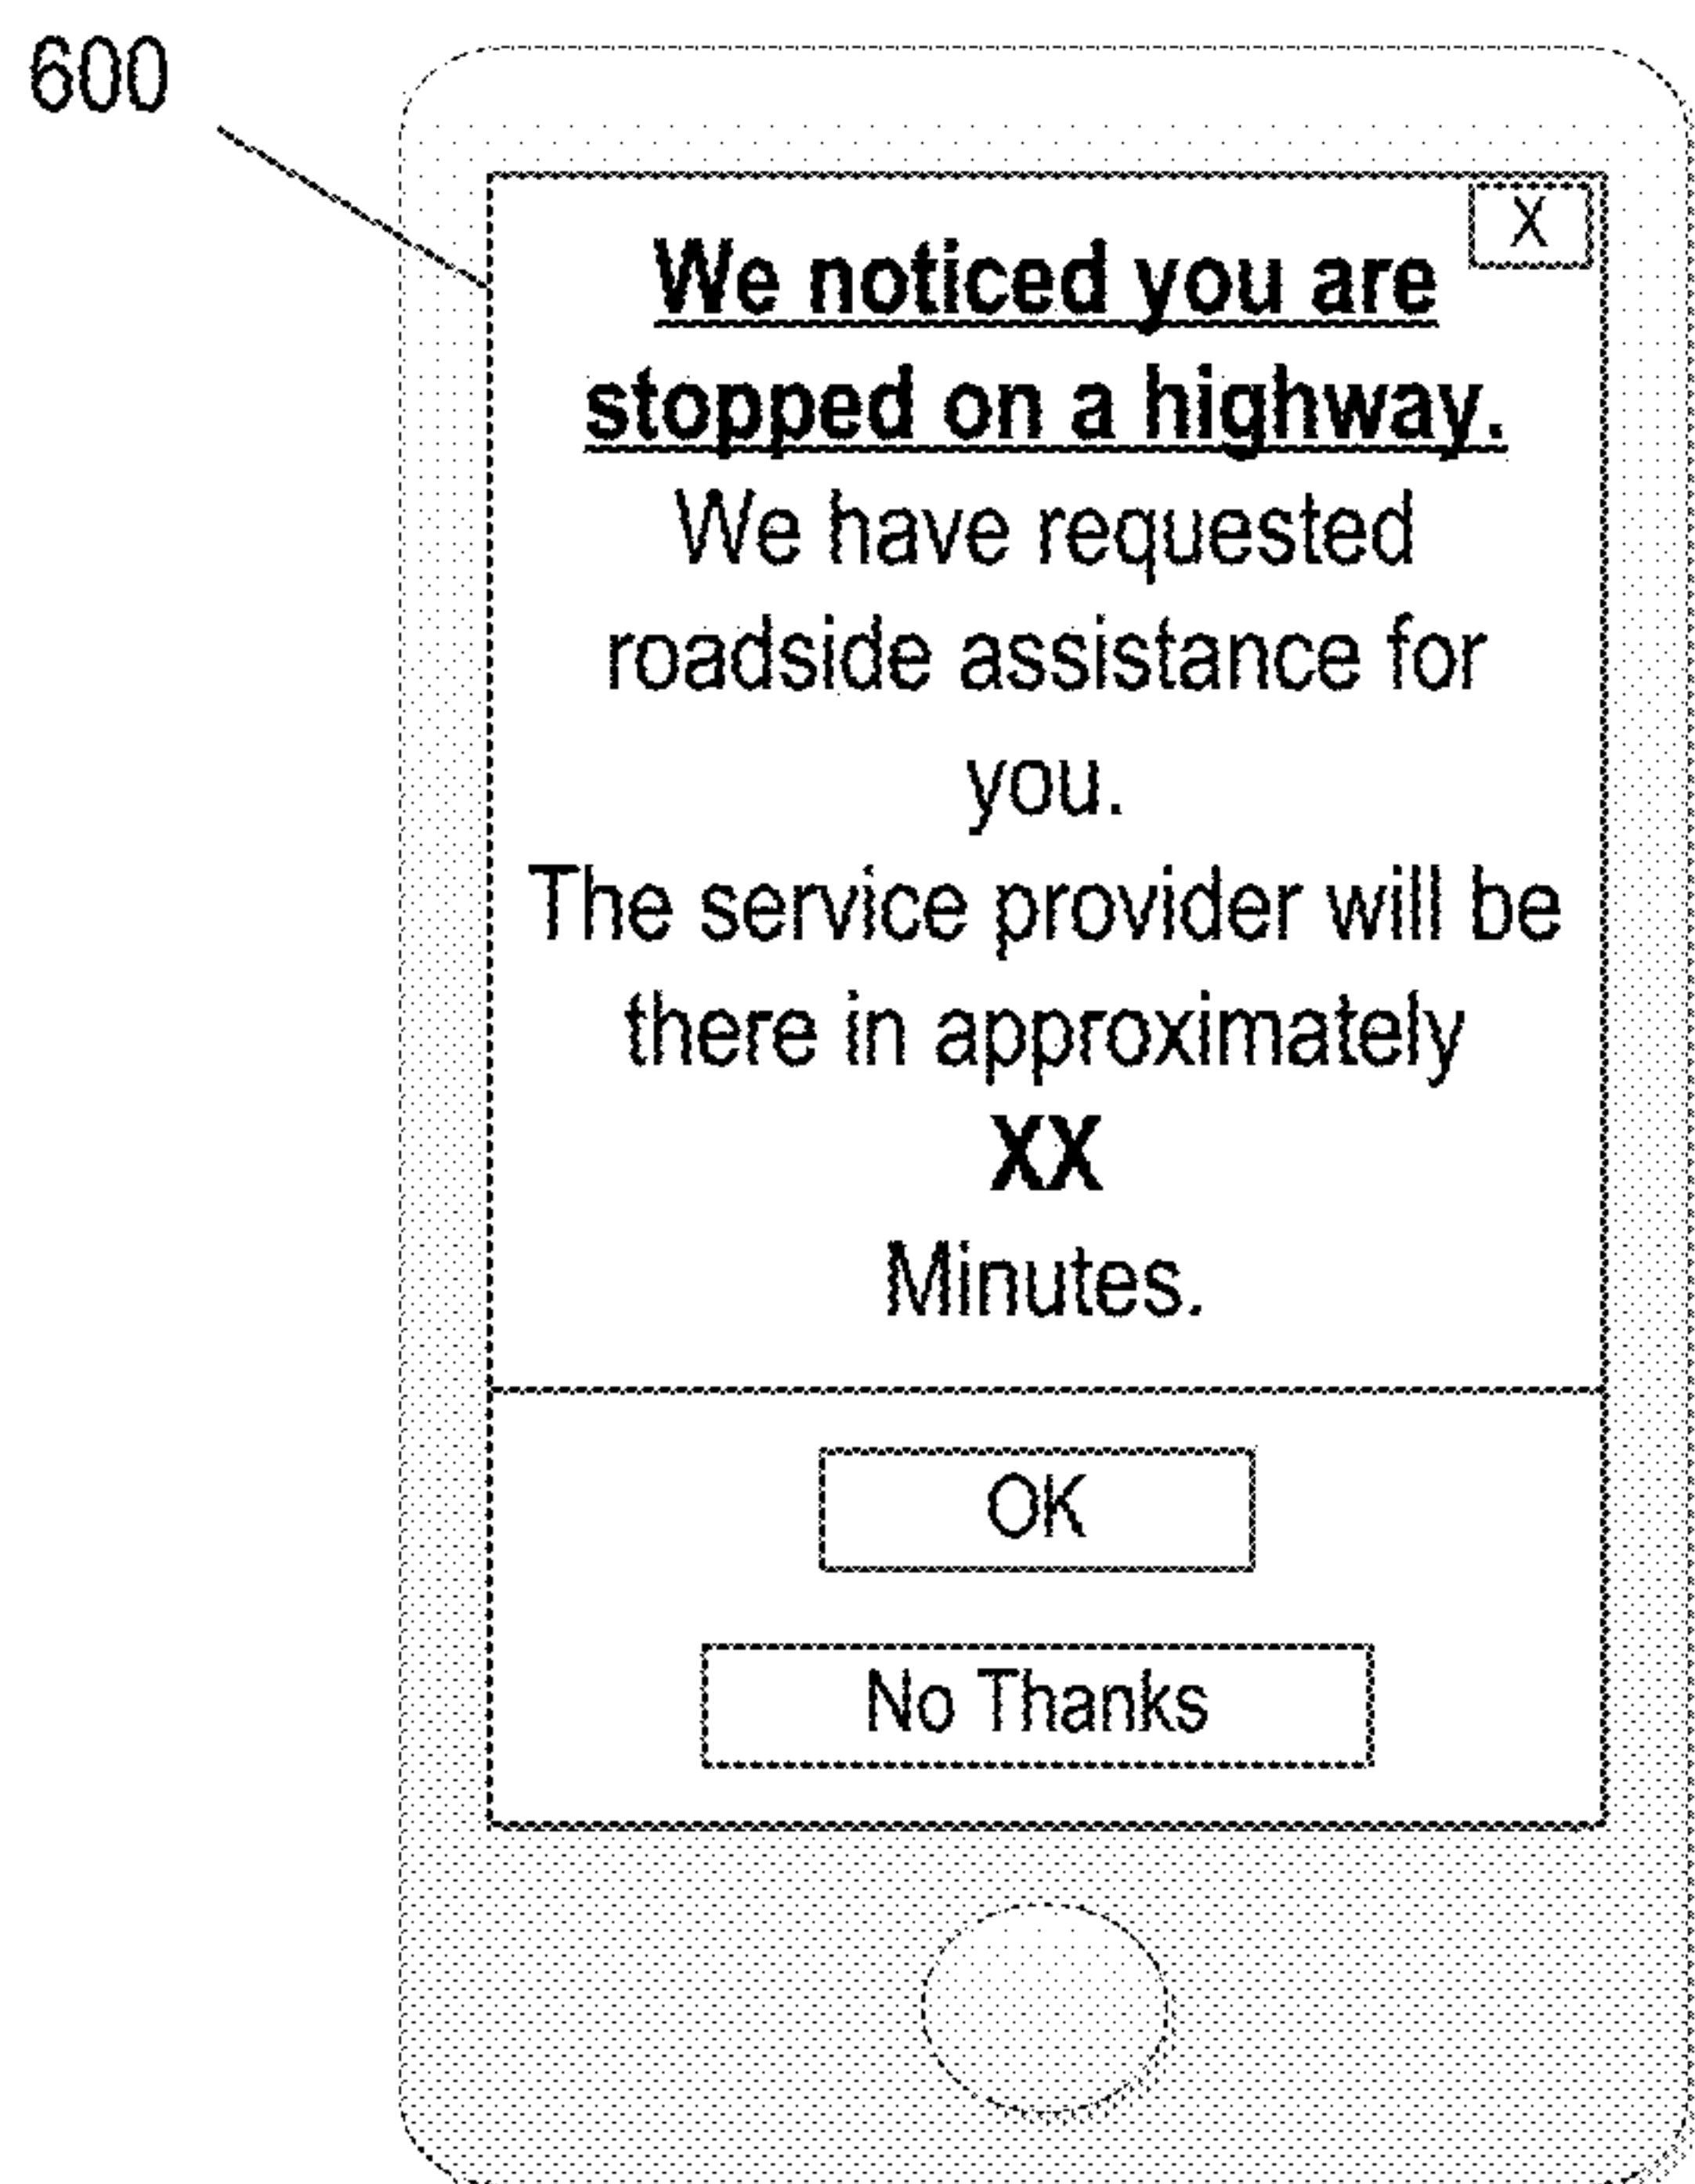 600
X
We noticed you are
stopped on a highway.
We have requested
roadside assistance for
you.
The service provider will be
there in approximately
XX
Minutes.
OK
No Thanks